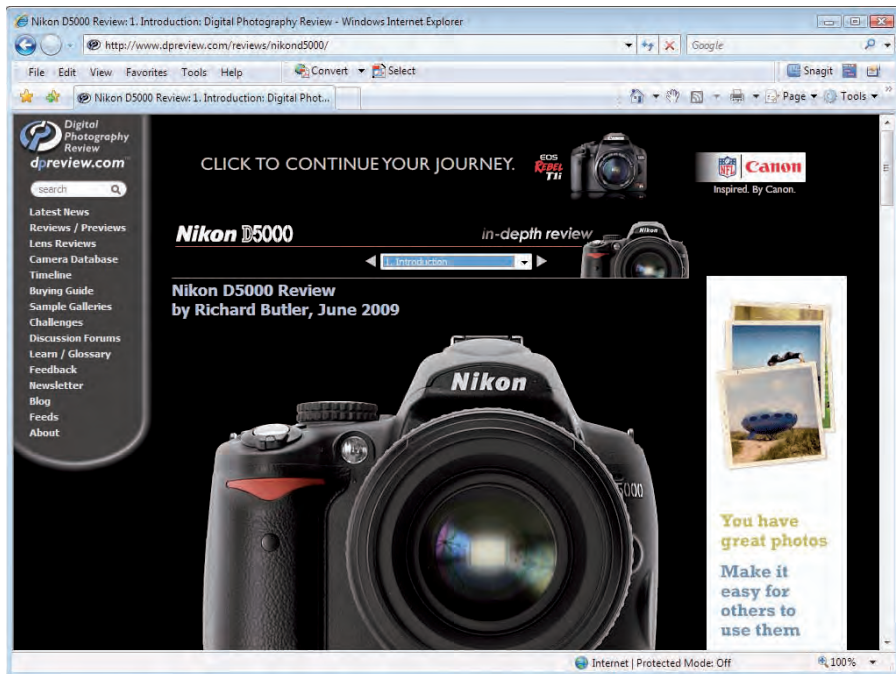 Nikon D5000 Review: 1. Introduction: Digital Photography Review - Windows Internet Explorer
http://www.dpreview.com/reviews/nikond5000/
Google
File Edit View Favorites Tools Help
Convert Select
Snagit
Nikon D5000 Review: 1. Introduction: Digital Phot...
Page Tools
Digital
Photography
Review
dpreview.com
search
Latest News
Reviews / Previews
Lens Reviews
Camera Database
Timeline
Buying Guide
Sample Galleries
Challenges
Discussion Forums
Learn / Glossary
Feedback
Newsletter
Blog
Feeds
About
CLICK TO CONTINUE YOUR JOURNEY.
EOS
REBEL
T1i
NFL Canon
Inspired. By Canon.
Nikon D5000
in-depth review
Nikon
1. Introduction
Nikon D5000 Review
by Richard Butler, June 2009
Nikon
5000
You have
great photos
Make it
easy for
others to
use them
Internet | Protected Mode: Off
100%